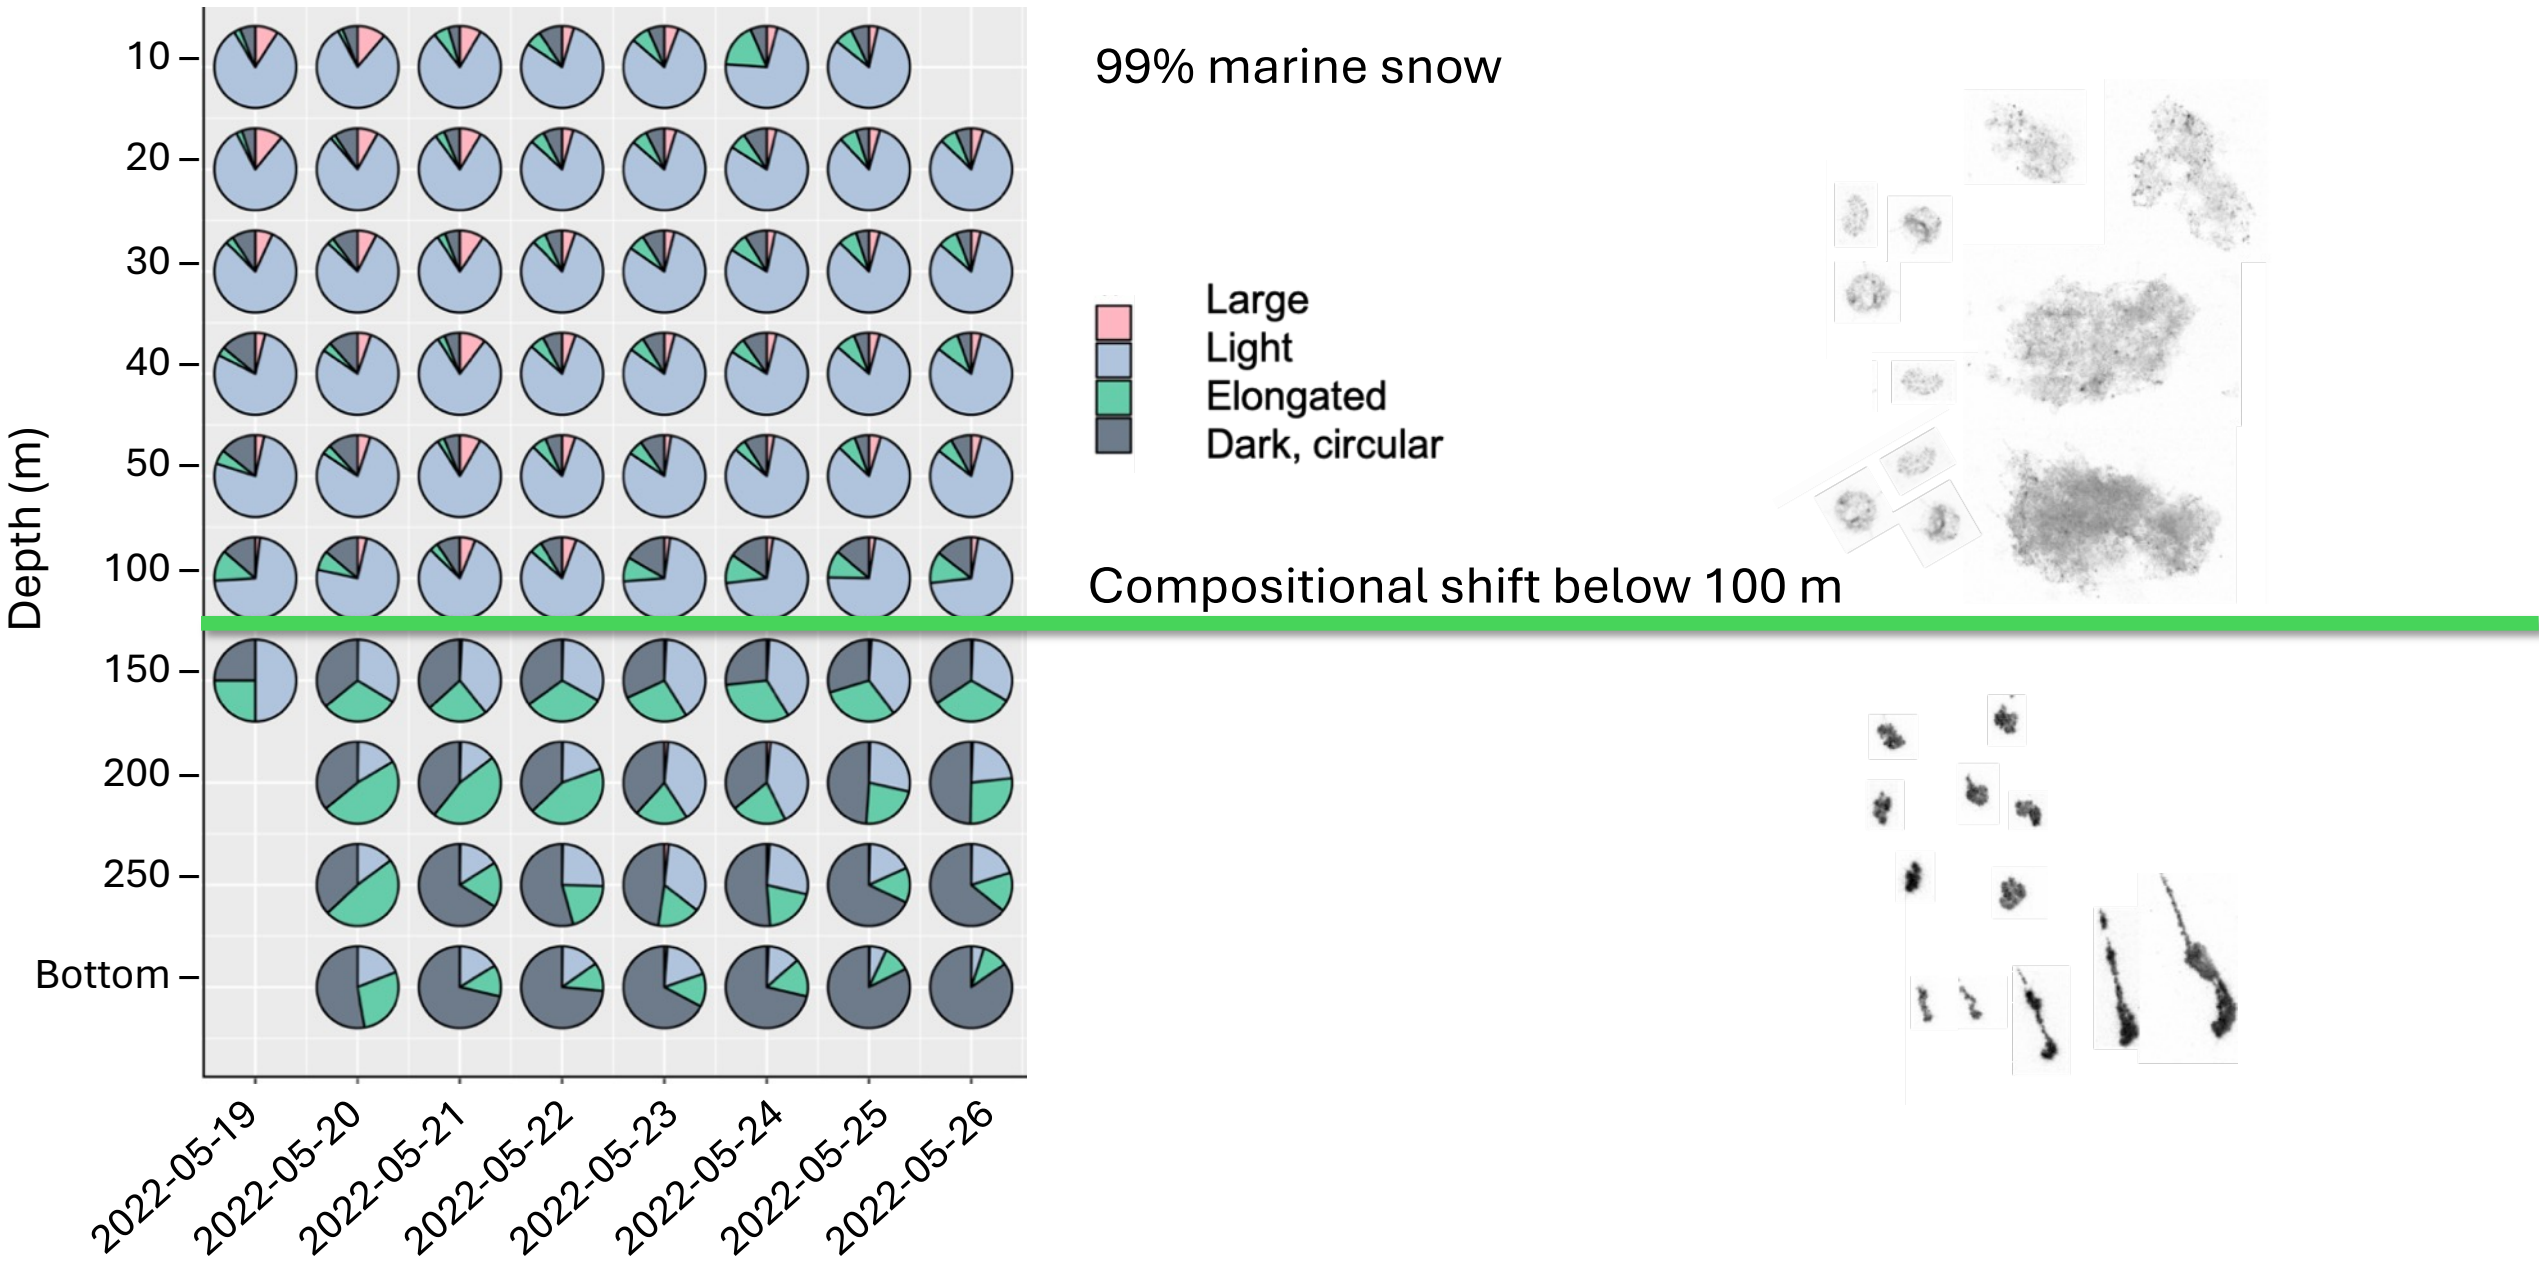 99% marine snow
Large
Light
Elongated
Dark, circular
Compositional shift below 100 m
Depth (m)
10
20
30
40
50
100
150
200
250
Bottom
2022-05-19
2022-05-20
2022-05-21
2022-05-22
2022-05-23
2022-05-24
2022-05-25
2022-05-26